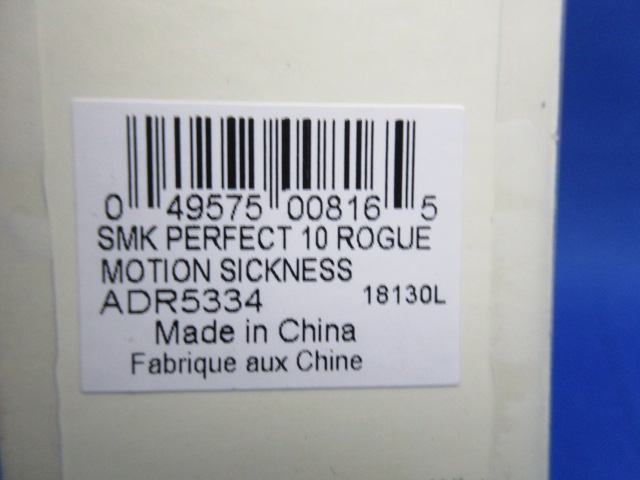 0 49575 00816 5
SMK PERFECT 10 ROGUE
MOTION SICKNESS
ADR5334 18130L
Made in China
Fabrique aux Chine